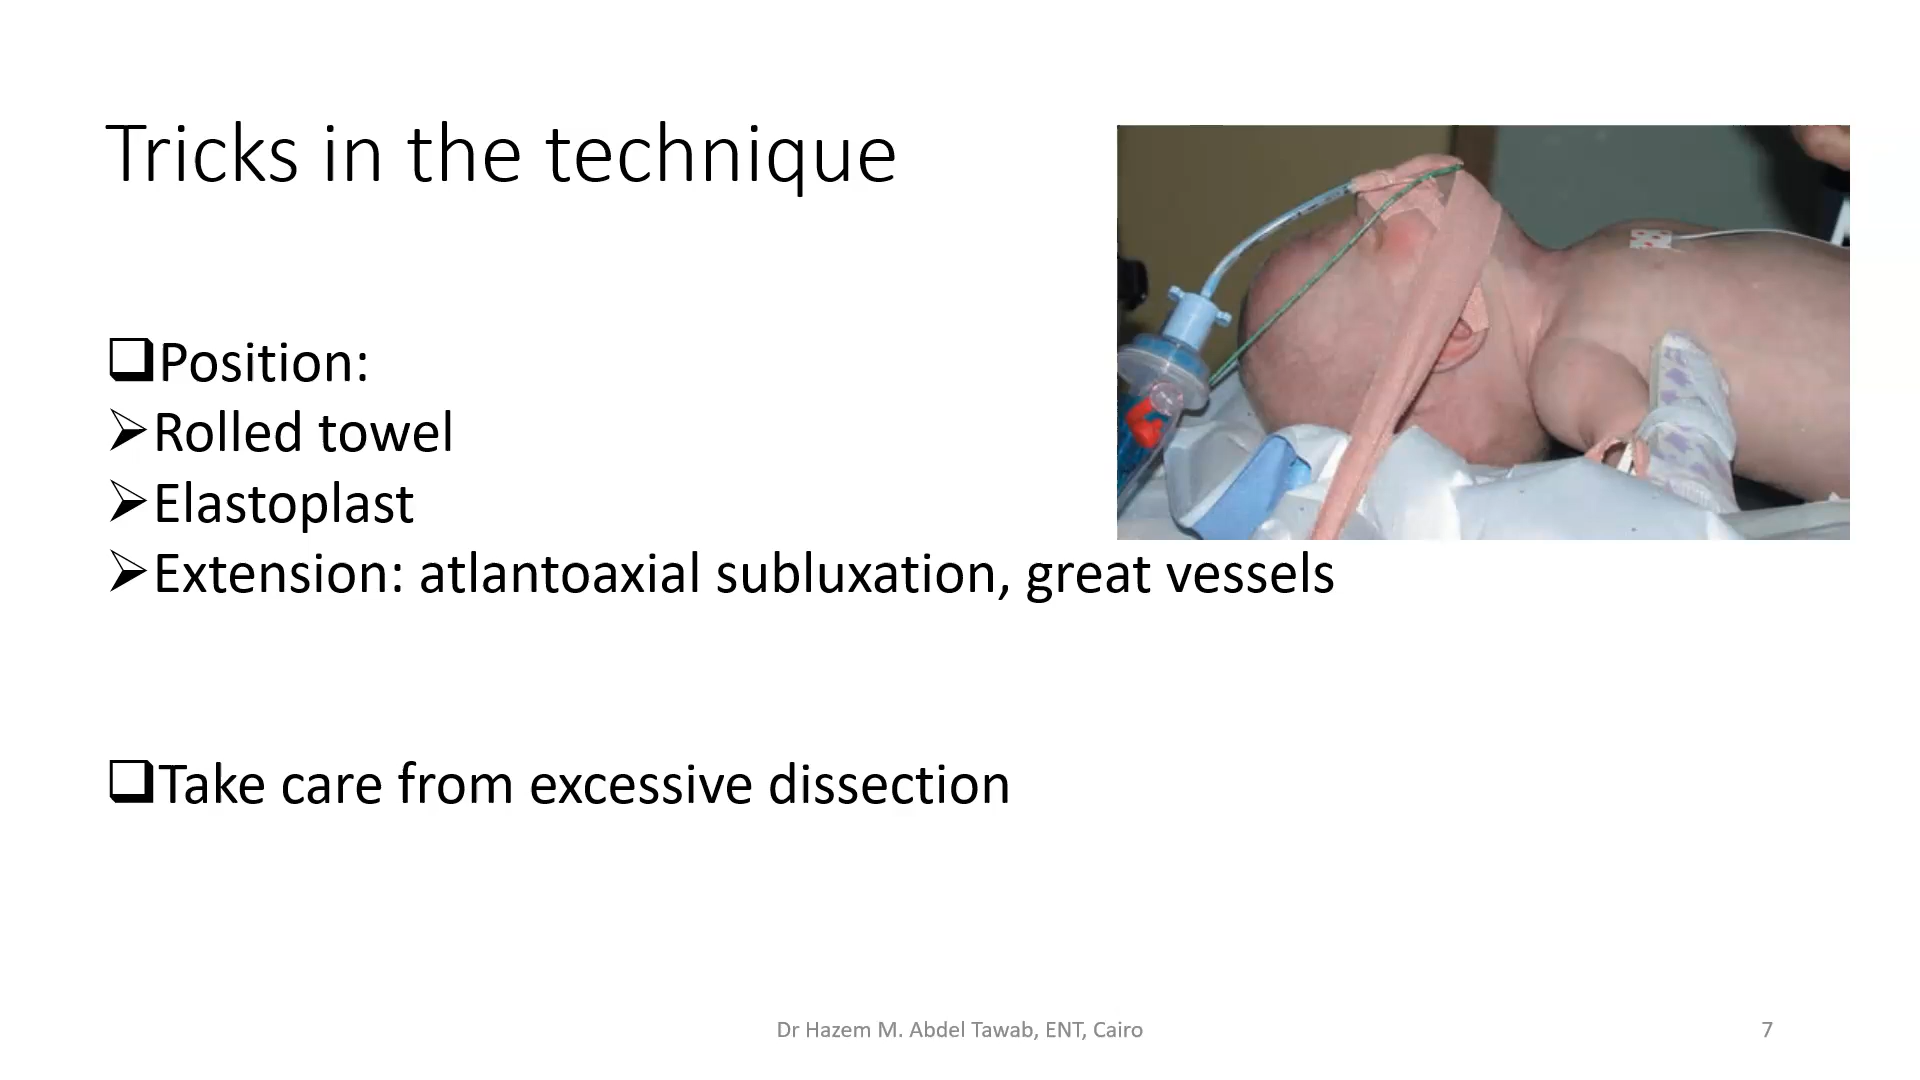 Tricks in the technique
❑Position:
➢Rolled towel
➢Elastoplast
➢Extension: atlantoaxial subluxation, great vessels
❑Take care from excessive dissection
Dr Hazem M. Abdel Tawab, ENT, Cairo
7